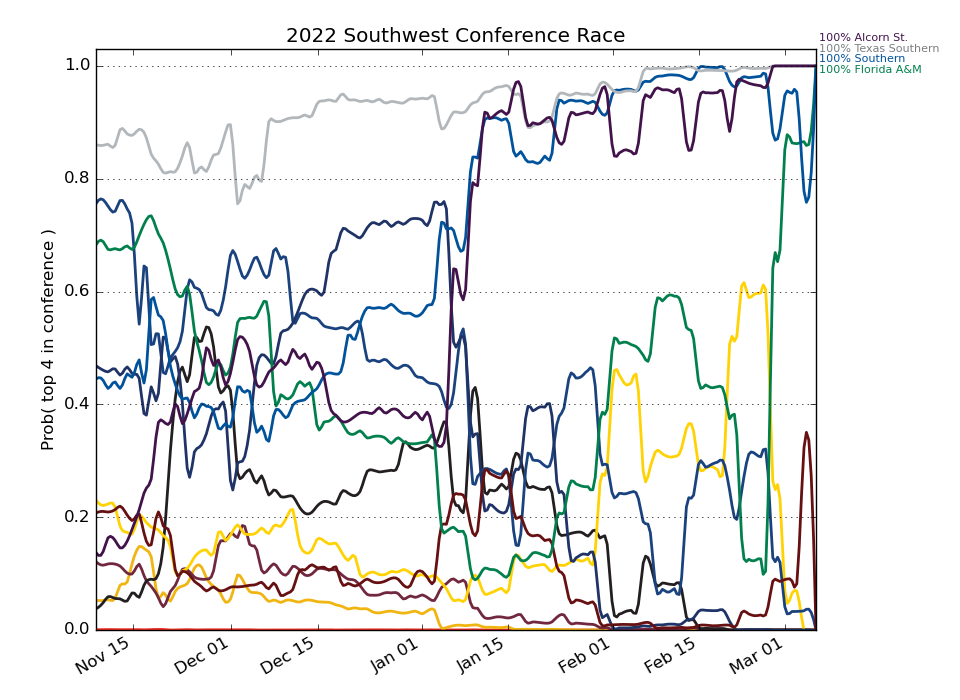 2022 Southwest Conference Race
100% Alcorn St.
100% Texas Southern
100% Southern
100% Florida A&M
Prob( top 4 in conference )
1.0
0.8
0.6
0.4
0.2
0.0
Nov 15
Dec 01
Dec 15
Jan 01
Jan 15
Feb 01
Feb 15
Mar 01